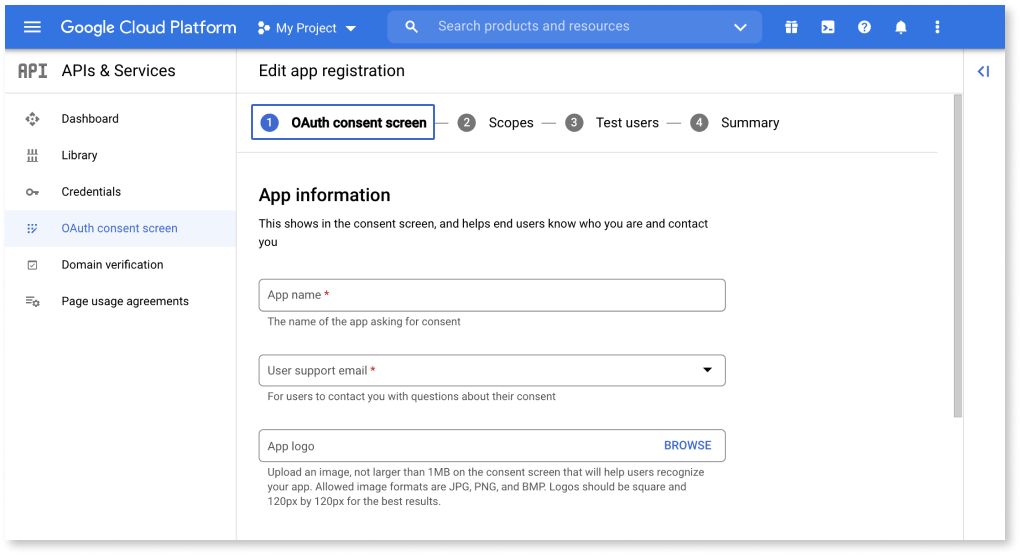 Google Cloud Platform My Project Search products and resources
API APIs & Services Edit app registration
Dashboard
Library
Credentials
OAuth consent screen
Domain verification
Page usage agreements
1 OAuth consent screen 2 Scopes 3 Test users 4 Summary
App information
This shows in the consent screen, and helps end users know who you are and contact
you
App name *
The name of the app asking for consent
User support email *
For users to contact you with questions about their consent
App logo BROWSE
Upload an image, not larger than 1MB on the consent screen that will help users recognize
your app. Allowed image formats are JPG, PNG, and BMP. Logos should be square and
120px by 120px for the best results.